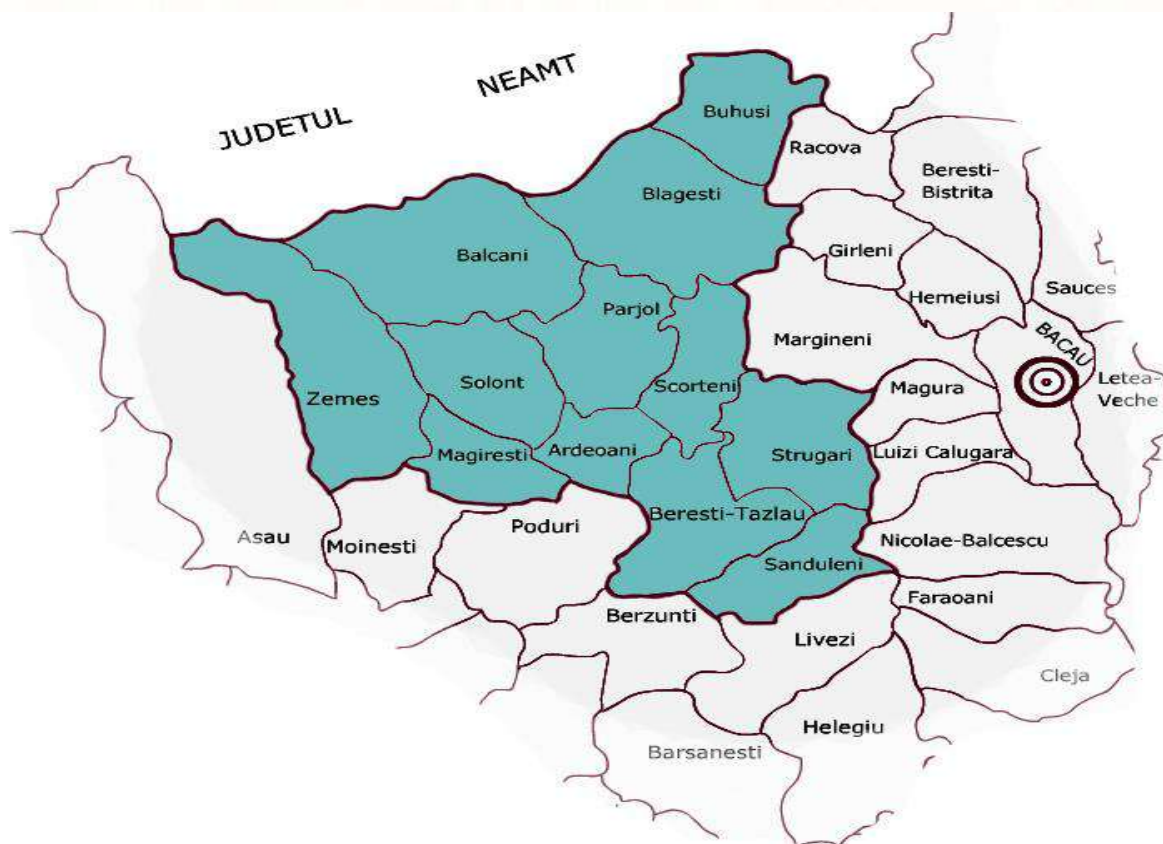 JUDETUL NEAMT
Buhusi
Racova
Beresti-
Bistrita
Blagesti
Balcani
Girleni
Hemeiusi
Sauces
Parjol
Margineni
BACAU
Zemes
Solont
Scorteni
Magura
Letea-
Veche
Magiresti
Ardeoani
Strugari
Luizi Calugara
Beresti-Tazlau
Asau
Moinesti
Poduri
Nicolae-Balcescu
Sanduleni
Faraoani
Berzunti
Livezi
Cleja
Helegiu
Barsanesti